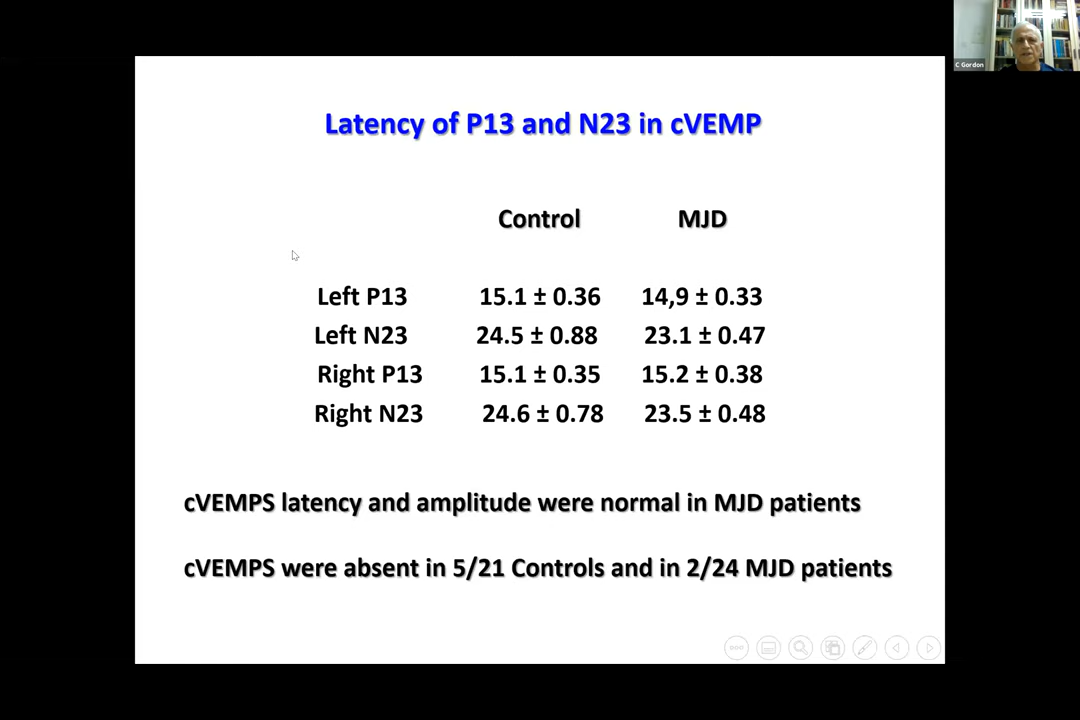 C Gordon
Latency of P13 and N23 in cVEMP
Control MJD
Left P13 15.1 ± 0.36 14,9 ± 0.33
Left N23 24.5 ± 0.88 23.1 ± 0.47
Right P13 15.1 ± 0.35 15.2 ± 0.38
Right N23 24.6 ± 0.78 23.5 ± 0.48
cVEMPS latency and amplitude were normal in MJD patients
cVEMPS were absent in 5/21 Controls and in 2/24 MJD patients